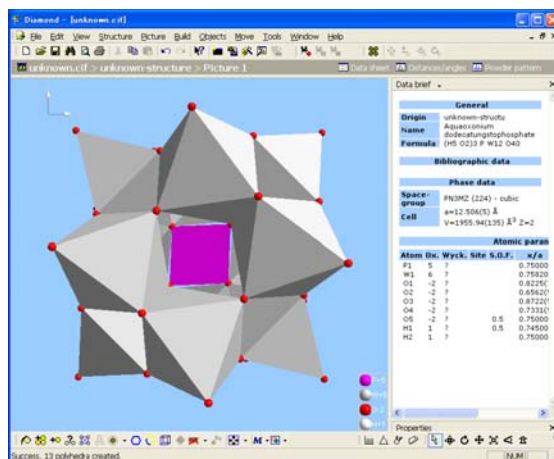 Diamond - [unknown.cif]
File Edit View Structure Picture Build Objects Move Tools Window Help
unknown.cif > unknown-structure > Picture 1 Data sheet Distances/angles Powder pattern
Data brief
General
Origin unknown-structu
Name Aquaoxonium
dodecatungstophosphate
Formula (H5 O2)3 P W12 O40
Bibliographic data
Phase data
Space-group PN3MZ (224) - cubic
Cell a=12.506(5) Å
V=1955.94(135) Å3 Z=2
Atomic param
Atom Ox. Wyck. Site S.O.F. x/a
P1 5 ? 0.75000
W1 6 ? 0.75820
O1 -2 ? 0.8225(
O2 -2 ? 0.6562(
O3 -2 ? 0.8722(
O4 -2 ? 0.7331(
O5 -2 ? 0.5 0.75000
H1 1 ? 0.5 0.74500
H2 1 ? 0.75000
Properties
Success, 13 polyhedra created.
NUM